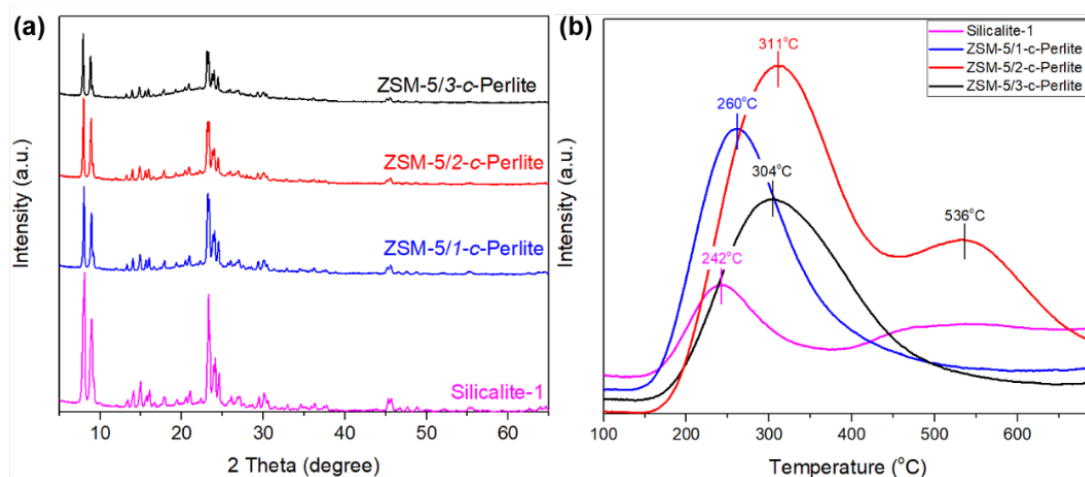 (a)
ZSM-5/3-c-Perlite
ZSM-5/2-c-Perlite
ZSM-5/1-c-Perlite
Silicalite-1
Intensity (a.u.)
10 20 30 40 50 60
2 Theta (degree)
(b)
Silicalite-1
ZSM-5/1-c-Perlite
ZSM-5/2-c-Perlite
ZSM-5/3-c-Perlite
311°C
260°C
304°C
536°C
242°C
Intensity (a.u.)
100 200 300 400 500 600
Temperature (°C)